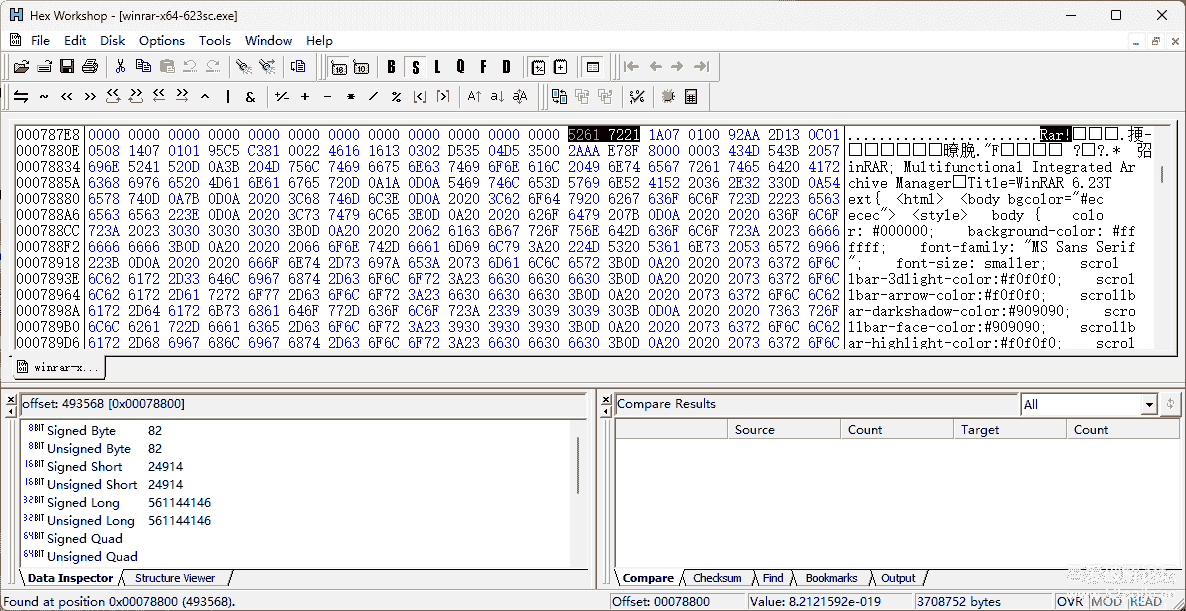 Hex Workshop - [winrar-x64-623sc.exe]
File Edit Disk Options Tools Window Help
B S L Q F D
000787E8 0000 0000 0000 0000 0000 0000 0000 0000 0000 0000 0000 0000 5261 7221 1A07 0100 92AA 2D13 0C01 ........................Rar!□□□.梗-
0007880E 0508 1407 0101 95C5 C381 0022 4616 1613 0302 D535 04D5 3500 2AAA E78F 8000 0003 434D 543B 2057
00078834 696E 5241 520D 0A3B 204D 756C 7469 6675 6E63 7469 6F6E 616C 2049 6E74 6567 7261 7465 6420 4172 inRAR; Multifunctional Integrated Ar
0007885A 6368 6976 6520 4D61 6E61 6765 720D 0A1A 0D0A 5469 746C 653D 5769 6E52 4152 2036 2E32 330D 0A54 chive Manager□Title=WinRAR 6.23T
00078880 6578 740D 0A7B 0D0A 2020 3C68 746D 6C3E 0D0A 2020 3C62 6F64 7920 6267 636F 6C6F 723D 2223 6563 ext{ <html> <body bgcolor="#ec
000788A6 6563 6563 223E 0D0A 2020 3C73 7479 6C65 3E0D 0A20 2020 626F 6479 207B 0D0A 2020 2020 636F 6C6F ecec"> <style> body { colo
000788CC 723A 2023 3030 3030 3030 3B0D 0A20 2020 2062 6163 6B67 726F 756E 642D 636F 6C6F 723A 2023 6666 r: #000000; background-color: #ff
000788F2 6666 6666 3B0D 0A20 2020 2066 6F6E 742D 6661 6D69 6C79 3A20 224D 5320 5361 6E73 2053 6572 6966 ffff; font-family: "MS Sans Serif
00078918 223B 0D0A 2020 2020 666F 6E74 2D73 697A 653A 2073 6D61 6C6C 6572 3B0D 0A20 2020 2073 6372 6F6C "; font-size: smaller; scrol
0007893E 6C62 6172 2D33 646C 6967 6874 2D63 6F6C 6F72 3A23 6630 6630 6630 3B0D 0A20 2020 2073 6372 6F6C lbar-3dlight-color:#f0f0f0; scrol
00078964 6C62 6172 2D61 7272 6F77 2D63 6F6C 6F72 3A23 6630 6630 6630 3B0D 0A20 2020 2073 6372 6F6C 6C62 lbar-arrow-color:#f0f0f0; scrollb
0007898A 6172 2D64 6172 6B73 6861 646F 772D 636F 6C6F 723A 2339 3039 3039 303B 0D0A 2020 2020 7363 726F ar-darkshadow-color:#909090; scro
000789B0 6C6C 6261 722D 6661 6365 2D63 6F6C 6F72 3A23 3930 3930 3930 3B0D 0A20 2020 2073 6372 6F6C 6C62 llbar-face-color:#909090; scrollb
000789D6 6172 2D68 6967 686C 6967 6874 2D63 6F6C 6F72 3A23 6630 6630 6630 3B0D 0A20 2020 2073 6372 6F6C ar-highlight-color:#f0f0f0; scrol
winrar-x...
offset: 493568 [0x00078800]
8BIT Signed Byte 82
8BIT Unsigned Byte 82
16BIT Signed Short 24914
16BIT Unsigned Short 24914
32BIT Signed Long 561144146
32BIT Unsigned Long 561144146
64BIT Signed Quad
64BIT Unsigned Quad
Data Inspector Structure Viewer
Compare Results All
Source Count Target Count
Compare Checksum Find Bookmarks Output
Found at position 0x00078800 (493568). Offset: 00078800 Value: 8.2121592e-019 3708752 bytes OVR MOD READ